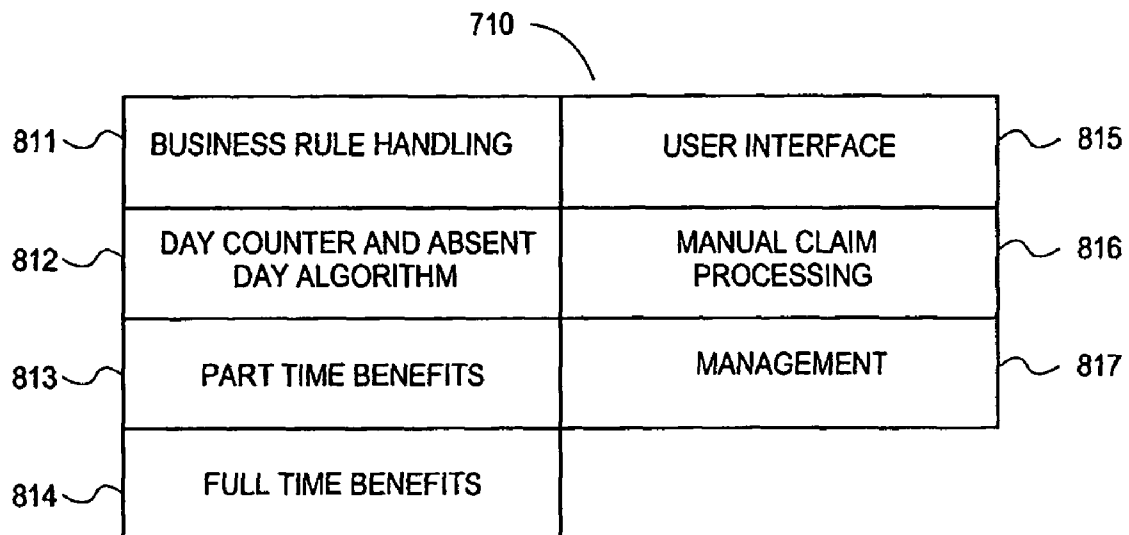 710
811
BUSINESS RULE HANDLING
USER INTERFACE
815
812
DAY COUNTER AND ABSENT
DAY ALGORITHM
MANUAL CLAIM
PROCESSING
816
813
PART TIME BENEFITS
MANAGEMENT
817
814
FULL TIME BENEFITS